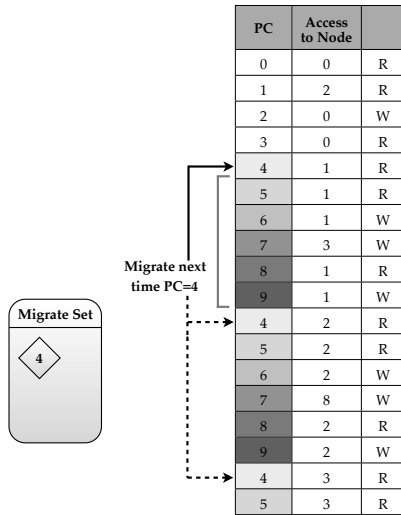 PC Access to Node
0 0 R
1 2 R
2 0 W
3 0 R
4 1 R
5 1 R
6 1 W
7 3 W
8 1 R
9 1 W
4 2 R
5 2 R
6 2 W
7 8 W
8 2 R
9 2 W
4 3 R
5 3 R
Migrate next
time PC=4
Migrate Set
4